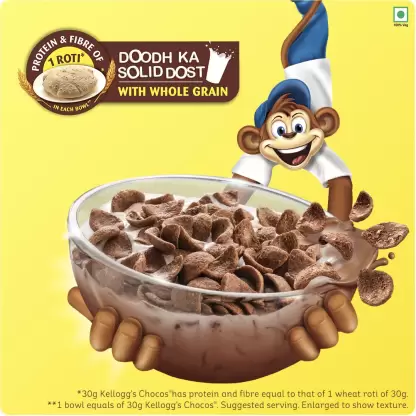 PROTEIN & FIBRE OF
1 ROTI*
IN EACH BOWL**
DOODH KA
SOLID DOST
WITH WHOLE GRAIN
100% Veg
*30g Kellogg's Chocos® has protein and fibre equal to that of 1 wheat roti of 30g.
**1 bowl equals of 30g Kellogg's Chocos®. Suggested serving. Enlarged to show texture.